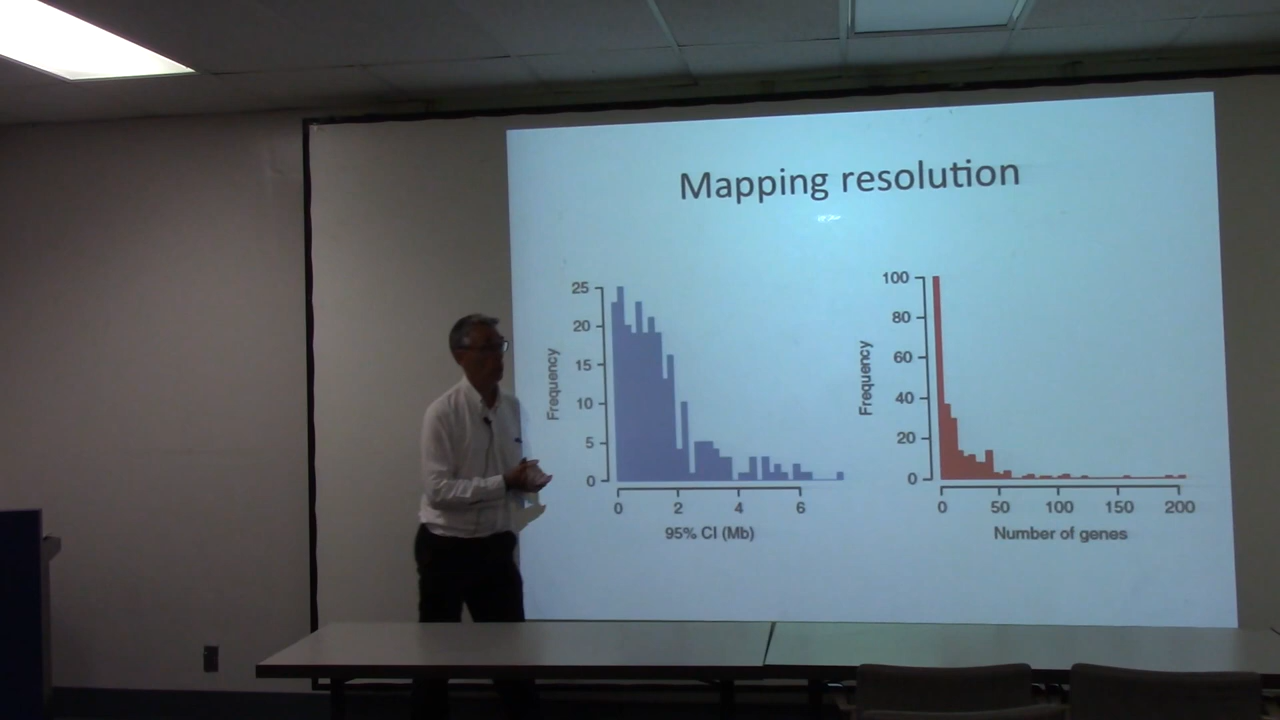 Mapping resolution
25
20
15
10
5
0
Frequency
0 2 4 6
95% CI (Mb)
100
80
60
40
20
0
Frequency
0 50 100 150 200
Number of genes